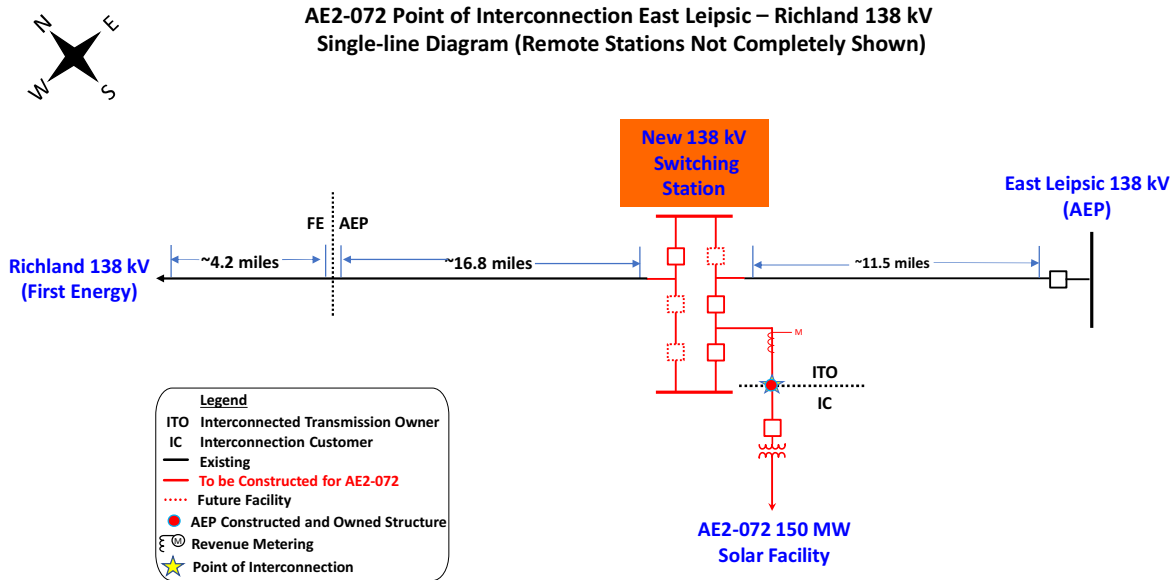 AE2-072 Point of Interconnection East Leipsic – Richland 138 kV
Single-line Diagram (Remote Stations Not Completely Shown)
N
E
W
S
New 138 kV
Switching
Station
East Leipsic 138 kV
(AEP)
FE
AEP
~4.2 miles
~16.8 miles
~11.5 miles
Richland 138 kV
(First Energy)
M
ITO
IC
Legend
ITO Interconnected Transmission Owner
IC Interconnection Customer
Existing
To be Constructed for AE2-072
Future Facility
AEP Constructed and Owned Structure
M Revenue Metering
Point of Interconnection
AE2-072 150 MW
Solar Facility